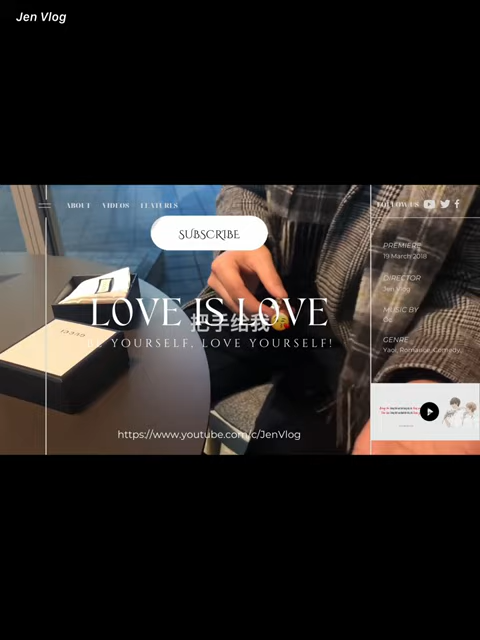 Jen Vlog
ABOUT VIDEOS FEATURES
FOLLOW US
SUBSCRIBE
PREMIERE
19 March 2018
DIRECTOR
Jen Vlog
MUSIC BY
GENRE
Yaoi, Romance, Comedy,
LOVE IS LOVE
把手给我
BE YOURSELF, LOVE YOURSELF!
GUCCI
https://www.youtube.com/c/JenVlog